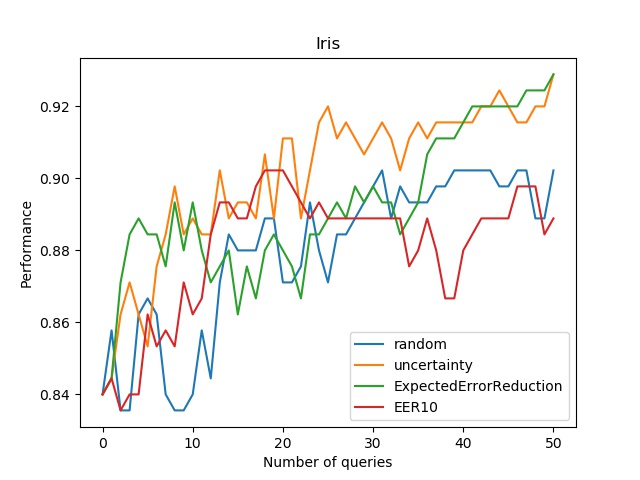 Iris
Performance
0.92
0.90
0.88
0.86
0.84
random
uncertainty
ExpectedErrorReduction
EER10
0
10
20
30
40
50
Number of queries